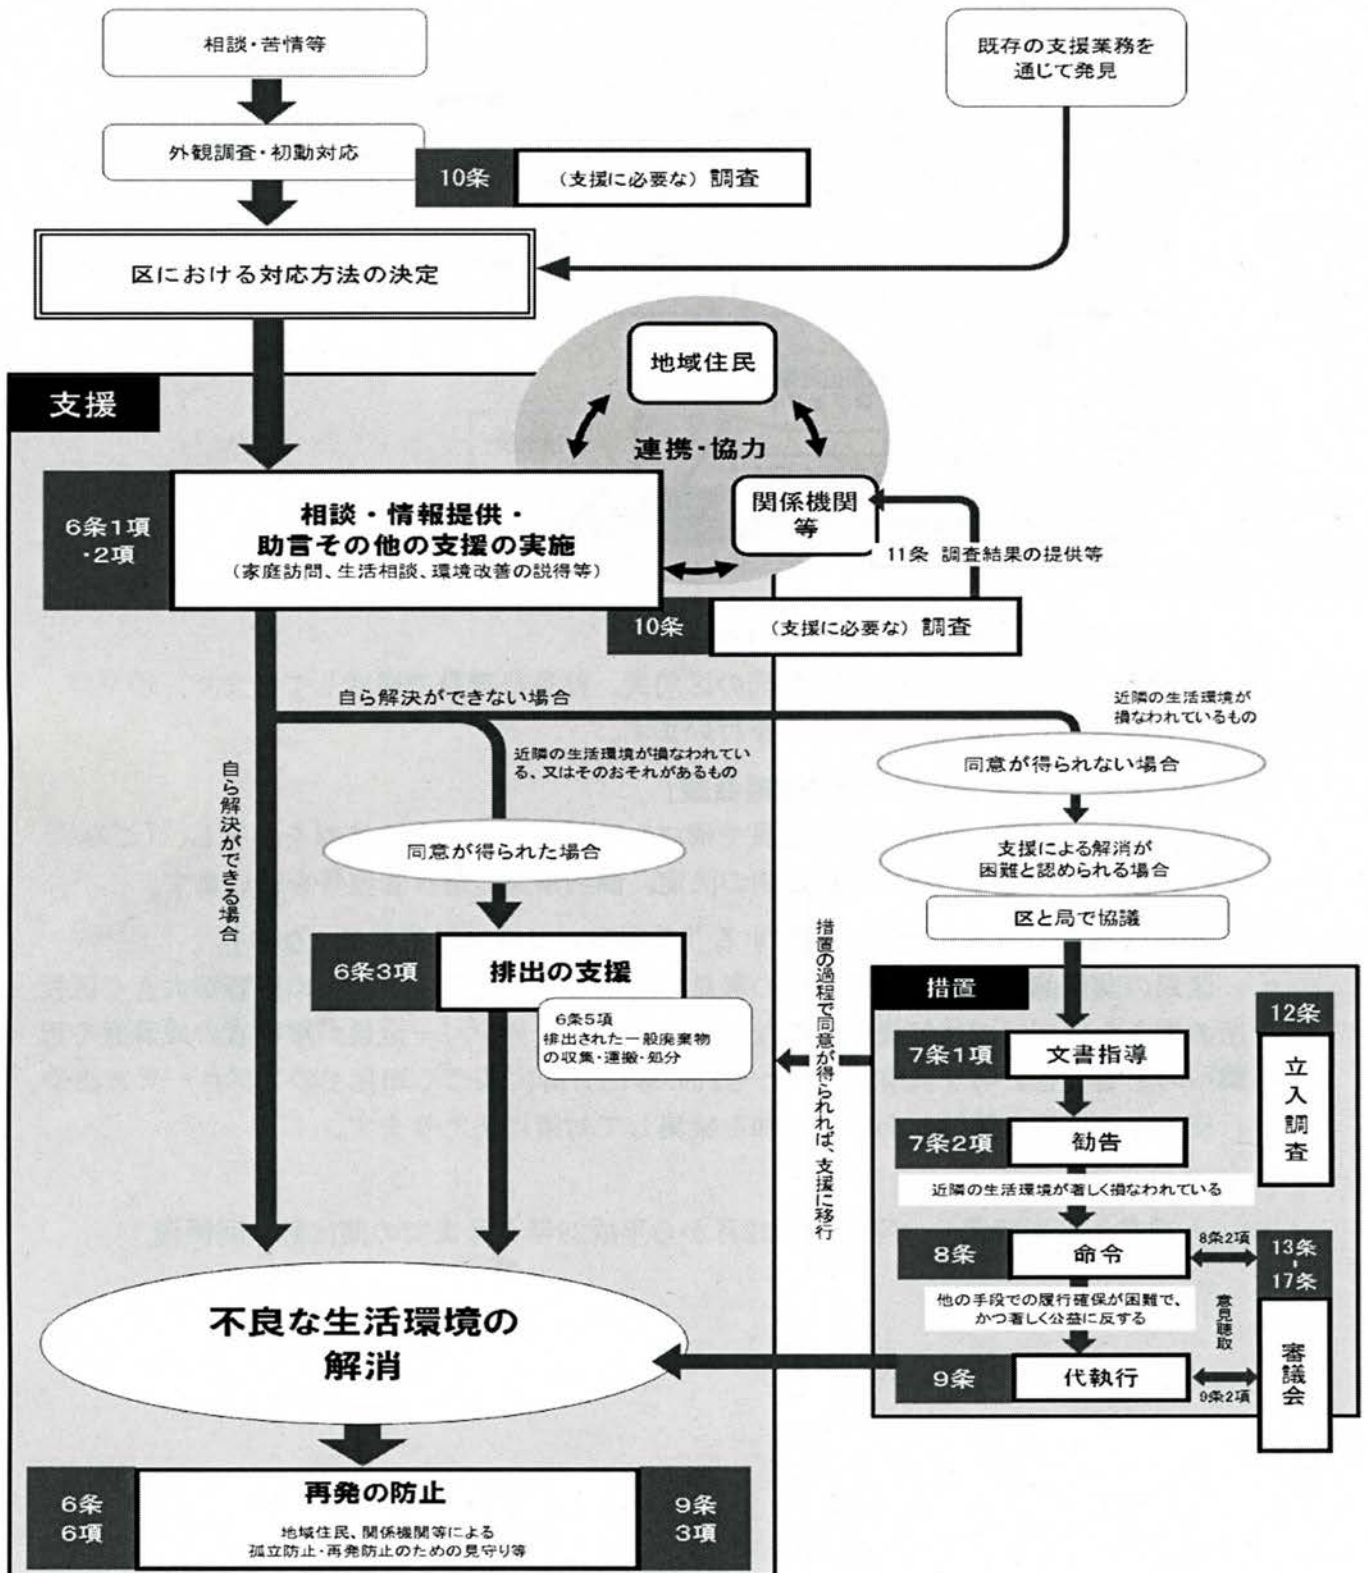 相談・苦情等
既存の支援業務を
通じて発見
外観調査・初動対応
10条
（支援に必要な）調査
区における対応方法の決定
地域住民
支援
連携・協力
6条1項
・2項
相談・情報提供・
助言その他の支援の実施
（家庭訪問、生活相談、環境改善の説得等）
関係機関
等
11条 調査結果の提供等
10条
（支援に必要な）調査
自ら解決ができない場合
近隣の生活環境が
損なわれているもの
自ら解決ができる場合
近隣の生活環境が損なわれてい
る、又はそのおそれがあるもの
同意が得られない場合
同意が得られた場合
支援による解消が
困難と認められる場合
区と局で協議
6条3項
排出の支援
6条5項
排出された一般廃棄物
の収集・運搬・処分
措置の過程で同意が得られれば、支援に移行
措置
12条
立入調査
7条1項
文書指導
7条2項
勧告
近隣の生活環境が著しく損なわれている
8条
命令
8条2項
13条
-
17条
他の手段での履行確保が困難で、
かつ著しく公益に反する
意見聴取
審議会
9条
代執行
9条2項
不良な生活環境の
解消
6条
6項
再発の防止
地域住民、関係機関等による
孤立防止・再発防止のための見守り等
9条
3項